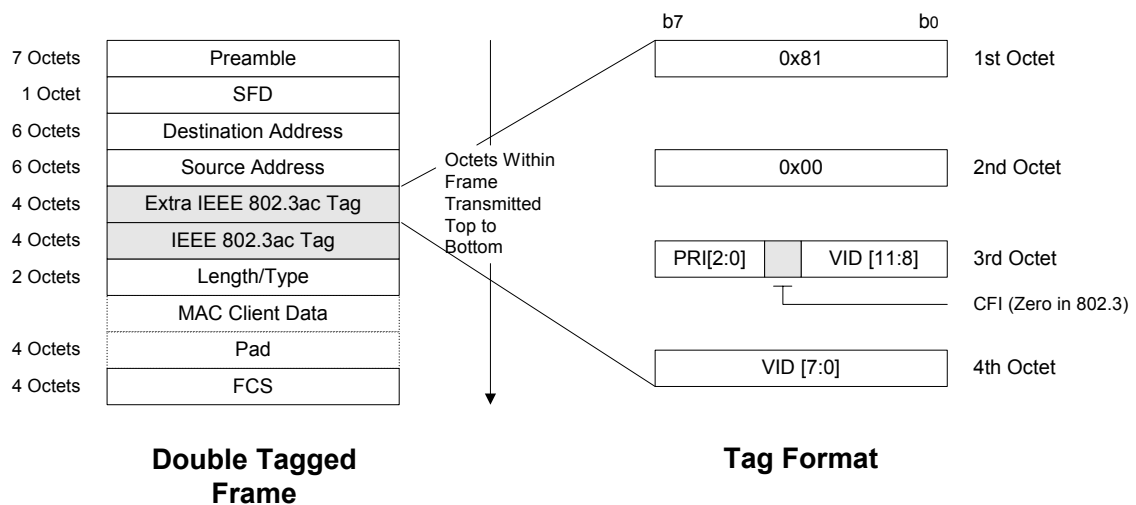 b7 b0
7 Octets Preamble 0x81 1st Octet
1 Octet SFD
6 Octets Destination Address
6 Octets Source Address
Octets Within
Frame
Transmitted
Top to
Bottom
0x00 2nd Octet
4 Octets Extra IEEE 802.3ac Tag
4 Octets IEEE 802.3ac Tag
PRI[2:0] VID [11:8] 3rd Octet
2 Octets Length/Type
CFI (Zero in 802.3)
MAC Client Data
4 Octets Pad
VID [7:0] 4th Octet
4 Octets FCS
Double Tagged
Frame
Tag Format